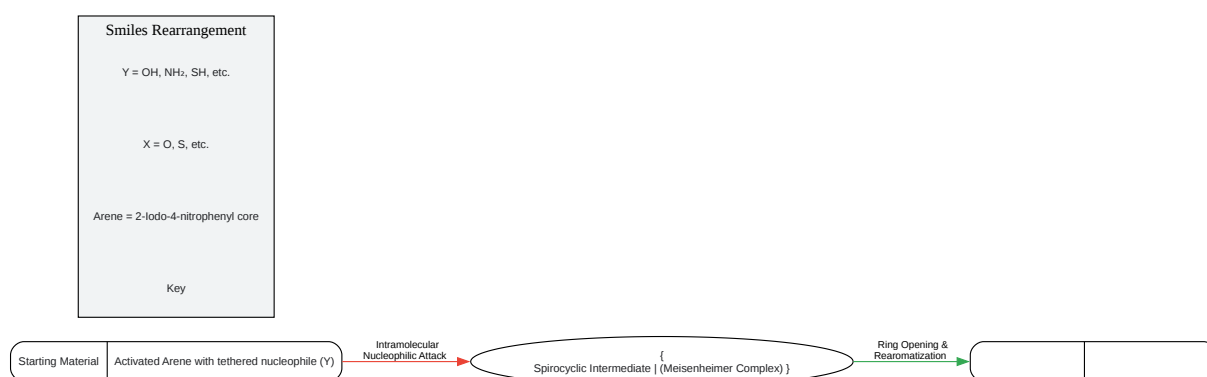 Smiles Rearrangement
Y = OH, NH₂, SH, etc.
X = O, S, etc.
Arene = 2-Iodo-4-nitrophenyl core
Key
Starting Material
Activated Arene with tethered nucleophile (Y)
Intramolecular
Nucleophilic Attack
{
Spirocyclic Intermediate | (Meisenheimer Complex) }
Ring Opening &
Rearomatization